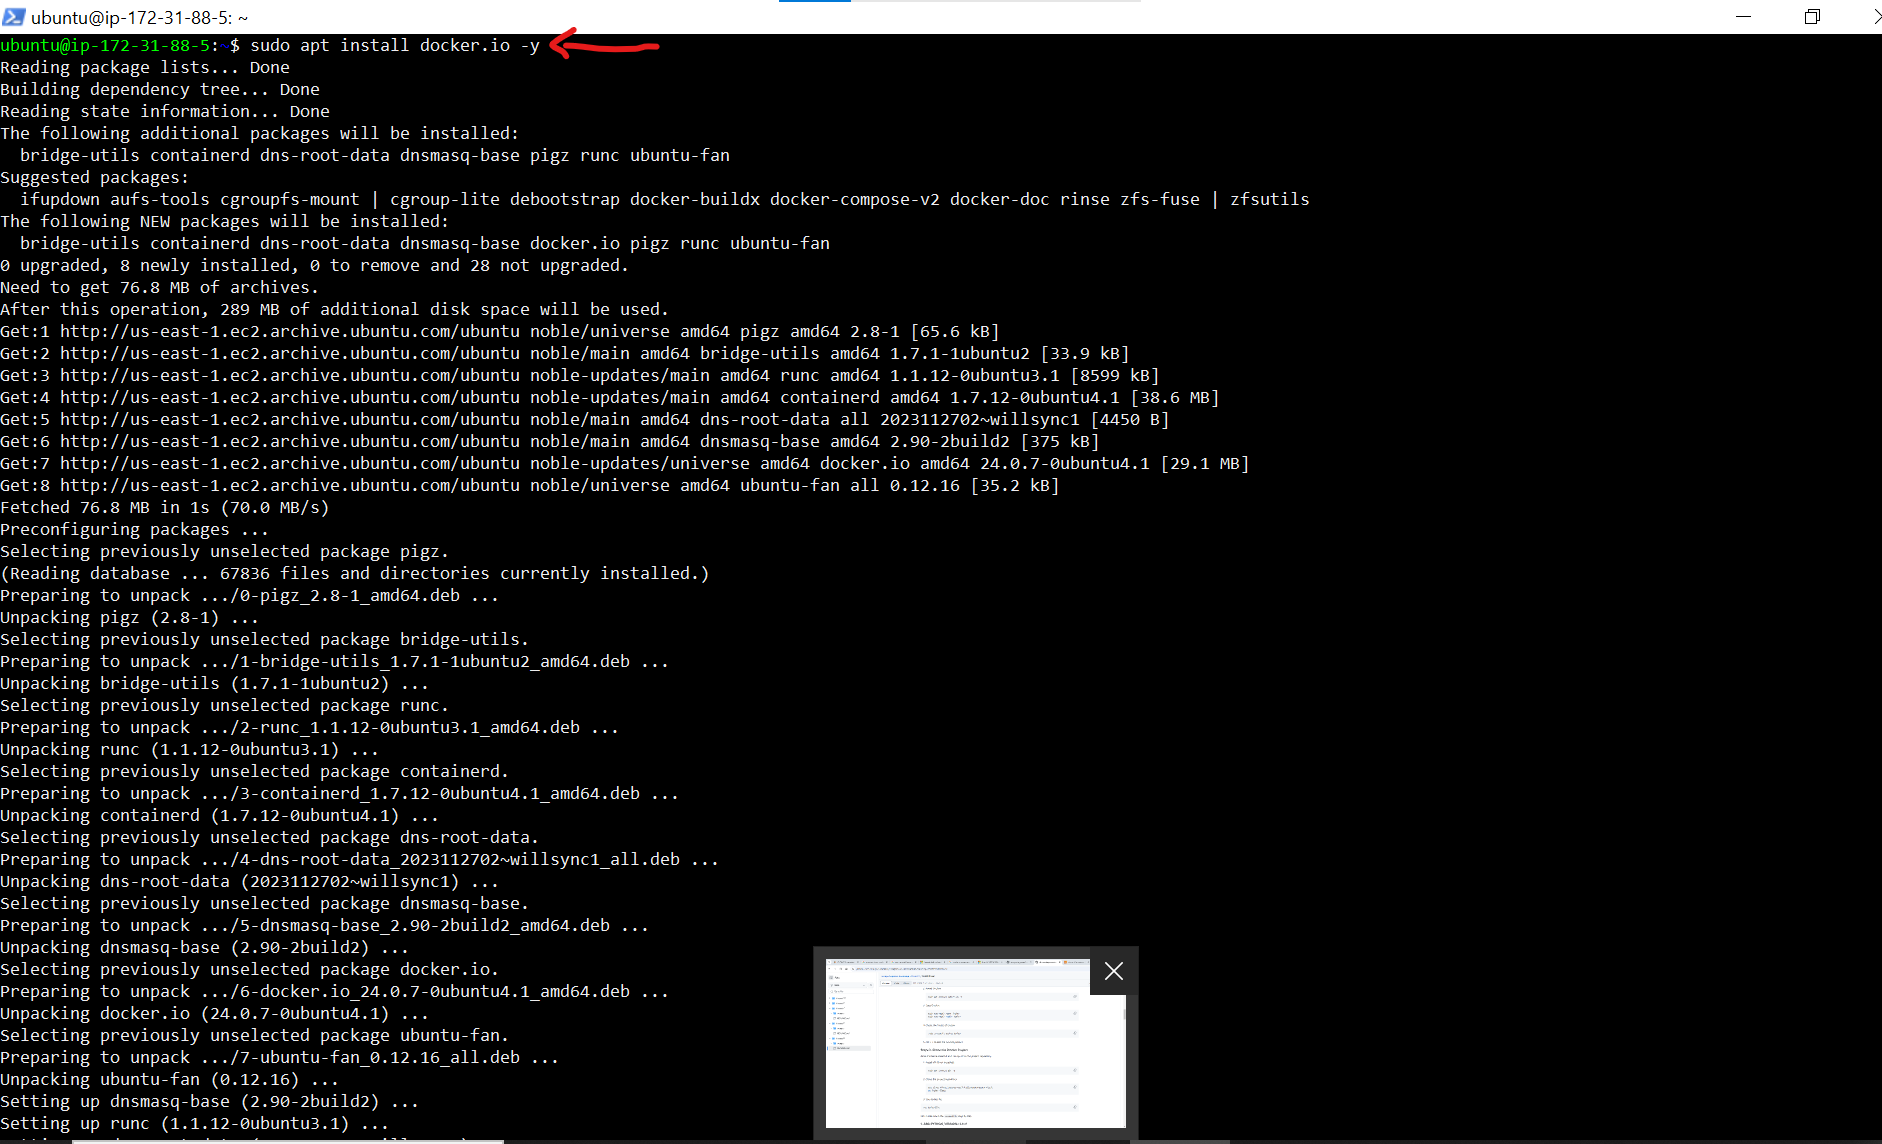 ubuntu@ip-172-31-88-5: ~
ubuntu@ip-172-31-88-5:~$ sudo apt install docker.io -y
Reading package lists... Done
Building dependency tree... Done
Reading state information... Done
The following additional packages will be installed:
  bridge-utils containerd dns-root-data dnsmasq-base pigz runc ubuntu-fan
Suggested packages:
  ifupdown aufs-tools cgroupfs-mount | cgroup-lite debootstrap docker-buildx docker-compose-v2 docker-doc rinse zfs-fuse | zfsutils
The following NEW packages will be installed:
  bridge-utils containerd dns-root-data dnsmasq-base docker.io pigz runc ubuntu-fan
0 upgraded, 8 newly installed, 0 to remove and 28 not upgraded.
Need to get 76.8 MB of archives.
After this operation, 289 MB of additional disk space will be used.
Get:1 http://us-east-1.ec2.archive.ubuntu.com/ubuntu noble/universe amd64 pigz amd64 2.8-1 [65.6 kB]
Get:2 http://us-east-1.ec2.archive.ubuntu.com/ubuntu noble/main amd64 bridge-utils amd64 1.7.1-1ubuntu2 [33.9 kB]
Get:3 http://us-east-1.ec2.archive.ubuntu.com/ubuntu noble-updates/main amd64 runc amd64 1.1.12-0ubuntu3.1 [8599 kB]
Get:4 http://us-east-1.ec2.archive.ubuntu.com/ubuntu noble-updates/main amd64 containerd amd64 1.7.12-0ubuntu4.1 [38.6 MB]
Get:5 http://us-east-1.ec2.archive.ubuntu.com/ubuntu noble/main amd64 dns-root-data all 2023112702~willsync1 [4450 B]
Get:6 http://us-east-1.ec2.archive.ubuntu.com/ubuntu noble/main amd64 dnsmasq-base amd64 2.90-2build2 [375 kB]
Get:7 http://us-east-1.ec2.archive.ubuntu.com/ubuntu noble-updates/universe amd64 docker.io amd64 24.0.7-0ubuntu4.1 [29.1 MB]
Get:8 http://us-east-1.ec2.archive.ubuntu.com/ubuntu noble/universe amd64 ubuntu-fan all 0.12.16 [35.2 kB]
Fetched 76.8 MB in 1s (70.0 MB/s)
Preconfiguring packages ...
Selecting previously unselected package pigz.
(Reading database ... 67836 files and directories currently installed.)
Preparing to unpack .../0-pigz_2.8-1_amd64.deb ...
Unpacking pigz (2.8-1) ...
Selecting previously unselected package bridge-utils.
Preparing to unpack .../1-bridge-utils_1.7.1-1ubuntu2_amd64.deb ...
Unpacking bridge-utils (1.7.1-1ubuntu2) ...
Selecting previously unselected package runc.
Preparing to unpack .../2-runc_1.1.12-0ubuntu3.1_amd64.deb ...
Unpacking runc (1.1.12-0ubuntu3.1) ...
Selecting previously unselected package containerd.
Preparing to unpack .../3-containerd_1.7.12-0ubuntu4.1_amd64.deb ...
Unpacking containerd (1.7.12-0ubuntu4.1) ...
Selecting previously unselected package dns-root-data.
Preparing to unpack .../4-dns-root-data_2023112702~willsync1_all.deb ...
Unpacking dns-root-data (2023112702~willsync1) ...
Selecting previously unselected package dnsmasq-base.
Preparing to unpack .../5-dnsmasq-base_2.90-2build2_amd64.deb ...
Unpacking dnsmasq-base (2.90-2build2) ...
Selecting previously unselected package docker.io.
Preparing to unpack .../6-docker.io_24.0.7-0ubuntu4.1_amd64.deb ...
Unpacking docker.io (24.0.7-0ubuntu4.1) ...
Selecting previously unselected package ubuntu-fan.
Preparing to unpack .../7-ubuntu-fan_0.12.16_all.deb ...
Unpacking ubuntu-fan (0.12.16) ...
Setting up dnsmasq-base (2.90-2build2) ...
Setting up runc (1.1.12-0ubuntu3.1) ...